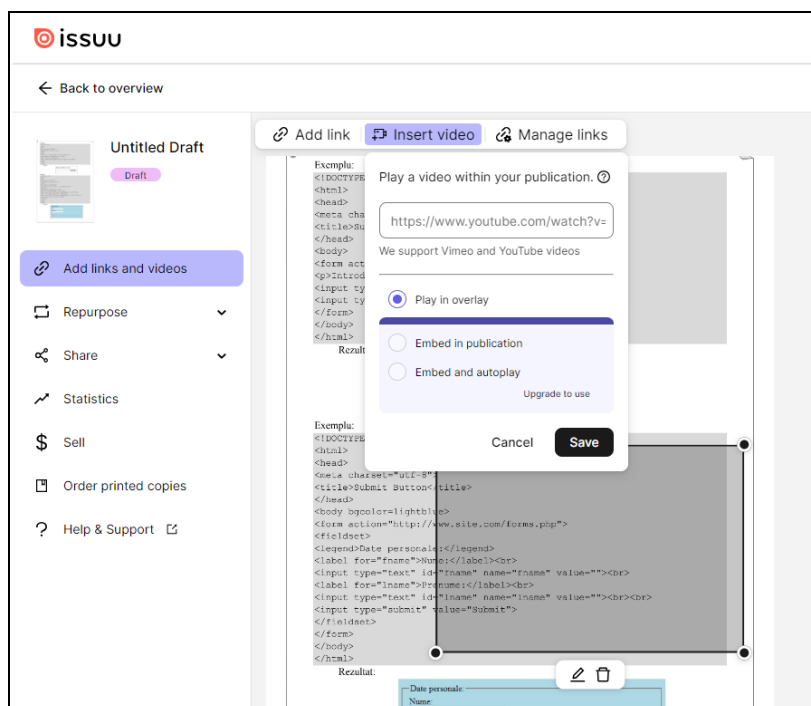 issuu
Back to overview
Untitled Draft
Draft
Add links and videos
Repurpose
Share
Statistics
Sell
Order printed copies
Help & Support
Add link
Insert video
Manage links
Play a video within your publication.
https://www.youtube.com/watch?v=
We support Vimeo and YouTube videos
Play in overlay
Embed in publication
Embed and autoplay
Upgrade to use
Cancel
Save
Exemplu:
<!DOCTYPE
<html>
<head>
<meta cha
<title>Su
</head>
<body>
<form act
<p>Introd
<input ty
<input ty
</form>
</body>
</html>
Rezult
Exemplu:
<!DOCTYPE
<html>
<head>
<meta charset="utf-8">
<title>Submit Button</title>
</head>
<body bgcolor=lightblue>
<form action="http://www.site.com/forms.php">
<fieldset>
<legend>Date personale:</legend>
<label for="fname">Nume:</label><br>
<input type="text" id="fname" name="fname" value=""><br>
<label for="lname">Prenume:</label><br>
<input type="text" id="lname" name="lname" value=""><br><br>
<input type="submit" value="Submit">
</fieldset>
</form>
</body>
</html>
Rezultat:
Date personale:
Nume: